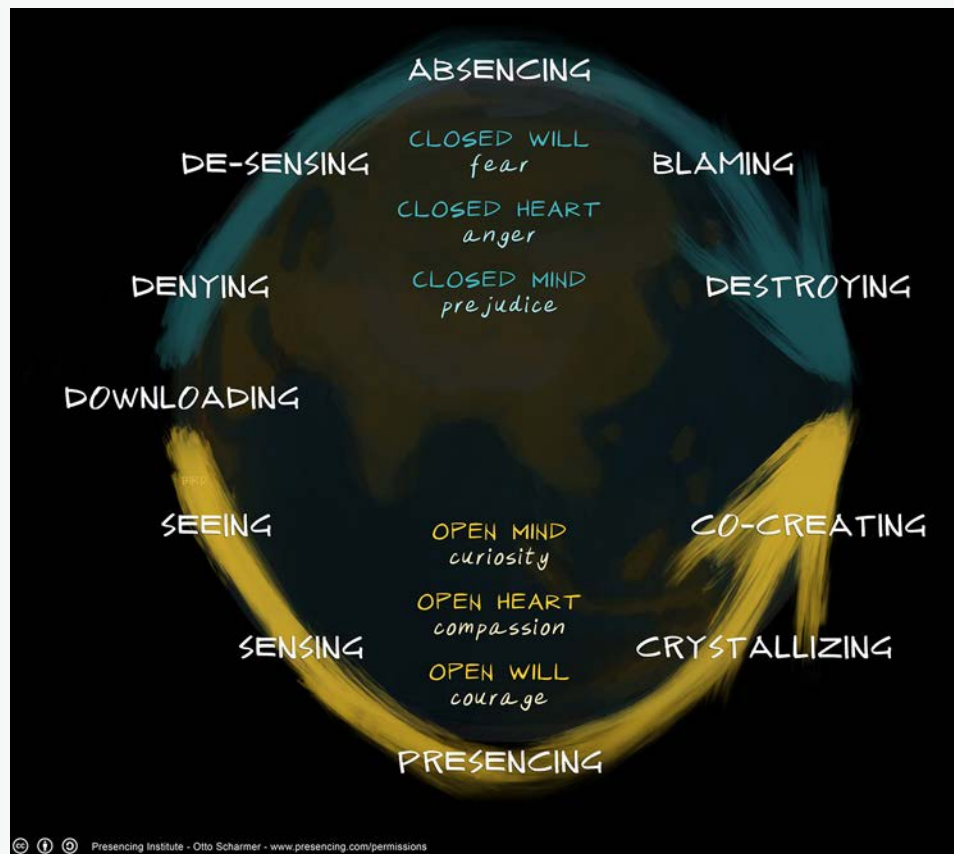 ABSENCING
CLOSED WILL
fear
DE-SENSING
BLAMING
CLOSED HEART
anger
CLOSED MIND
prejudice
DENYING
DESTROYING
DOWNLOADING
SEEING
OPEN MIND
curiosity
CO-CREATING
OPEN HEART
compassion
SENSING
CRYSTALLIZING
OPEN WILL
courage
PRESENCING
Presencing Institute - Otto Scharmer - www.presencing.com/permissions